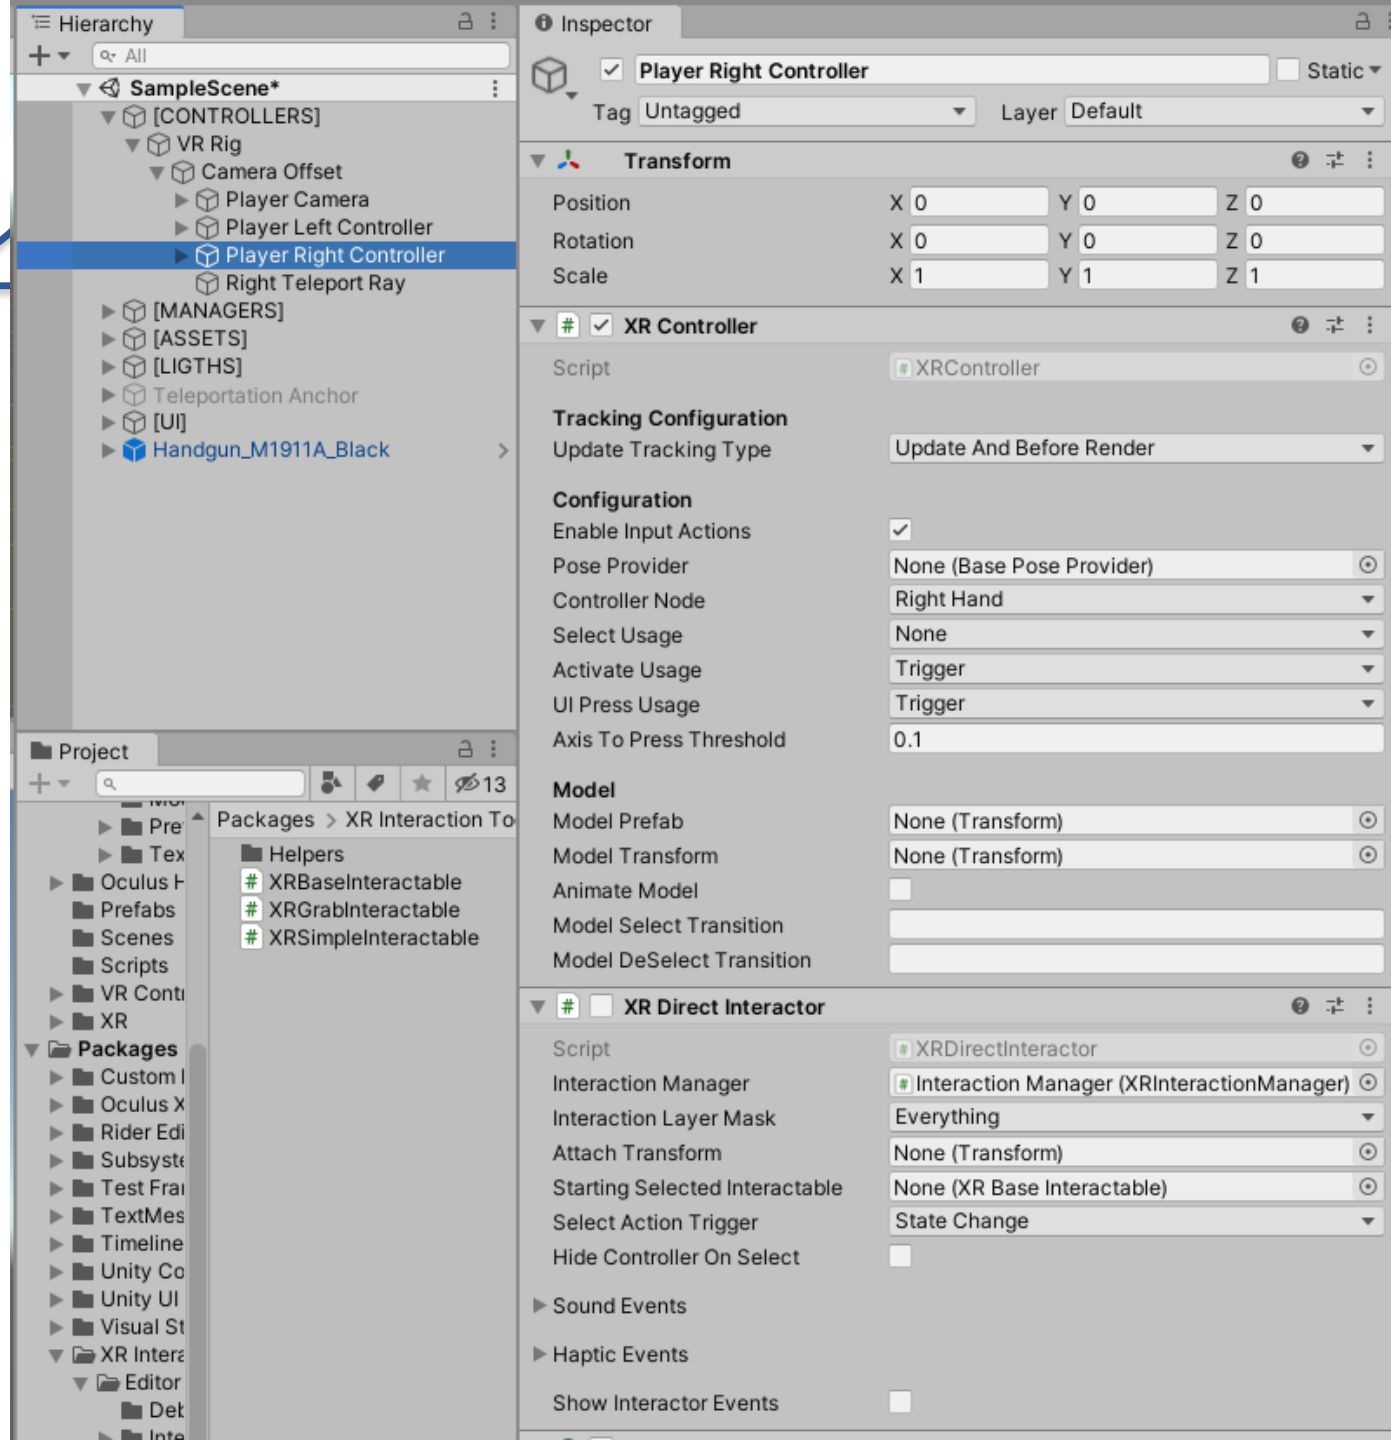 Hierarchy
All
SampleScene*
[CONTROLLERS]
VR Rig
Camera Offset
Player Camera
Player Left Controller
Player Right Controller
Right Teleport Ray
[MANAGERS]
[ASSETS]
[LIGTHS]
Teleportation Anchor
[UI]
Handgun_M1911A_Black
Project
13
Pre
Tex
Oculus H
Prefabs
Scenes
Scripts
VR Cont
XR
Packages
Custom
Oculus X
Rider Edi
Subsyste
Test Fra
TextMes
Timeline
Unity Co
Unity UI
Visual St
XR Intera
Editor
Det
Inte
Packages > XR Interaction To
Helpers
XRBaseInteractable
XRGrabInteractable
XRSimpleInteractable
Inspector
Player Right Controller
Static
Tag Untagged Layer Default
Transform
Position X 0 Y 0 Z 0
Rotation X 0 Y 0 Z 0
Scale X 1 Y 1 Z 1
# XR Controller
Script # XRController
Tracking Configuration
Update Tracking Type Update And Before Render
Configuration
Enable Input Actions
Pose Provider None (Base Pose Provider)
Controller Node Right Hand
Select Usage None
Activate Usage Trigger
UI Press Usage Trigger
Axis To Press Threshold 0.1
Model
Model Prefab None (Transform)
Model Transform None (Transform)
Animate Model
Model Select Transition
Model DeSelect Transition
# XR Direct Interactor
Script # XRDirectInteractor
Interaction Manager # Interaction Manager (XRInteractionManager)
Interaction Layer Mask Everything
Attach Transform None (Transform)
Starting Selected Interactable None (XR Base Interactable)
Select Action Trigger State Change
Hide Controller On Select
Sound Events
Haptic Events
Show Interactor Events